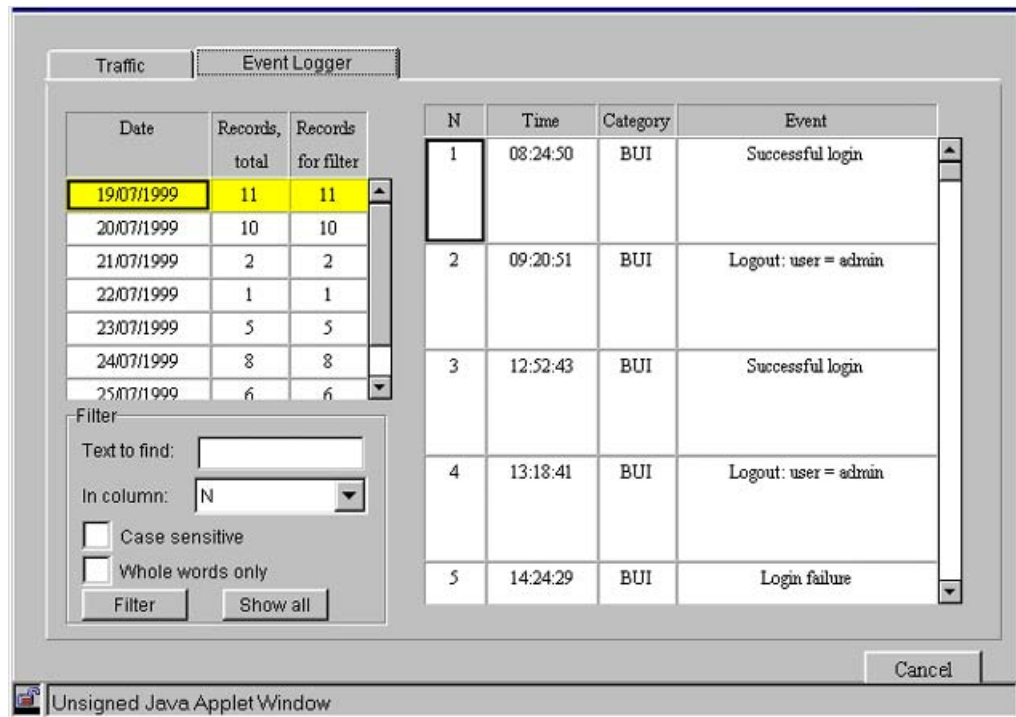 Traffic
Event Logger
Date Records, total Records for filter
19/07/1999 11 11
20/07/1999 10 10
21/07/1999 2 2
22/07/1999 1 1
23/07/1999 5 5
24/07/1999 8 8
25/07/1999 6 6
Filter
Text to find:
In column: N
Case sensitive
Whole words only
Filter Show all
N Time Category Event
1 08:24:50 BUI Successful login
2 09:20:51 BUI Logout: user = admin
3 12:52:43 BUI Successful login
4 13:18:41 BUI Logout: user = admin
5 14:24:29 BUI Login failure
Cancel
Unsigned Java Applet Window